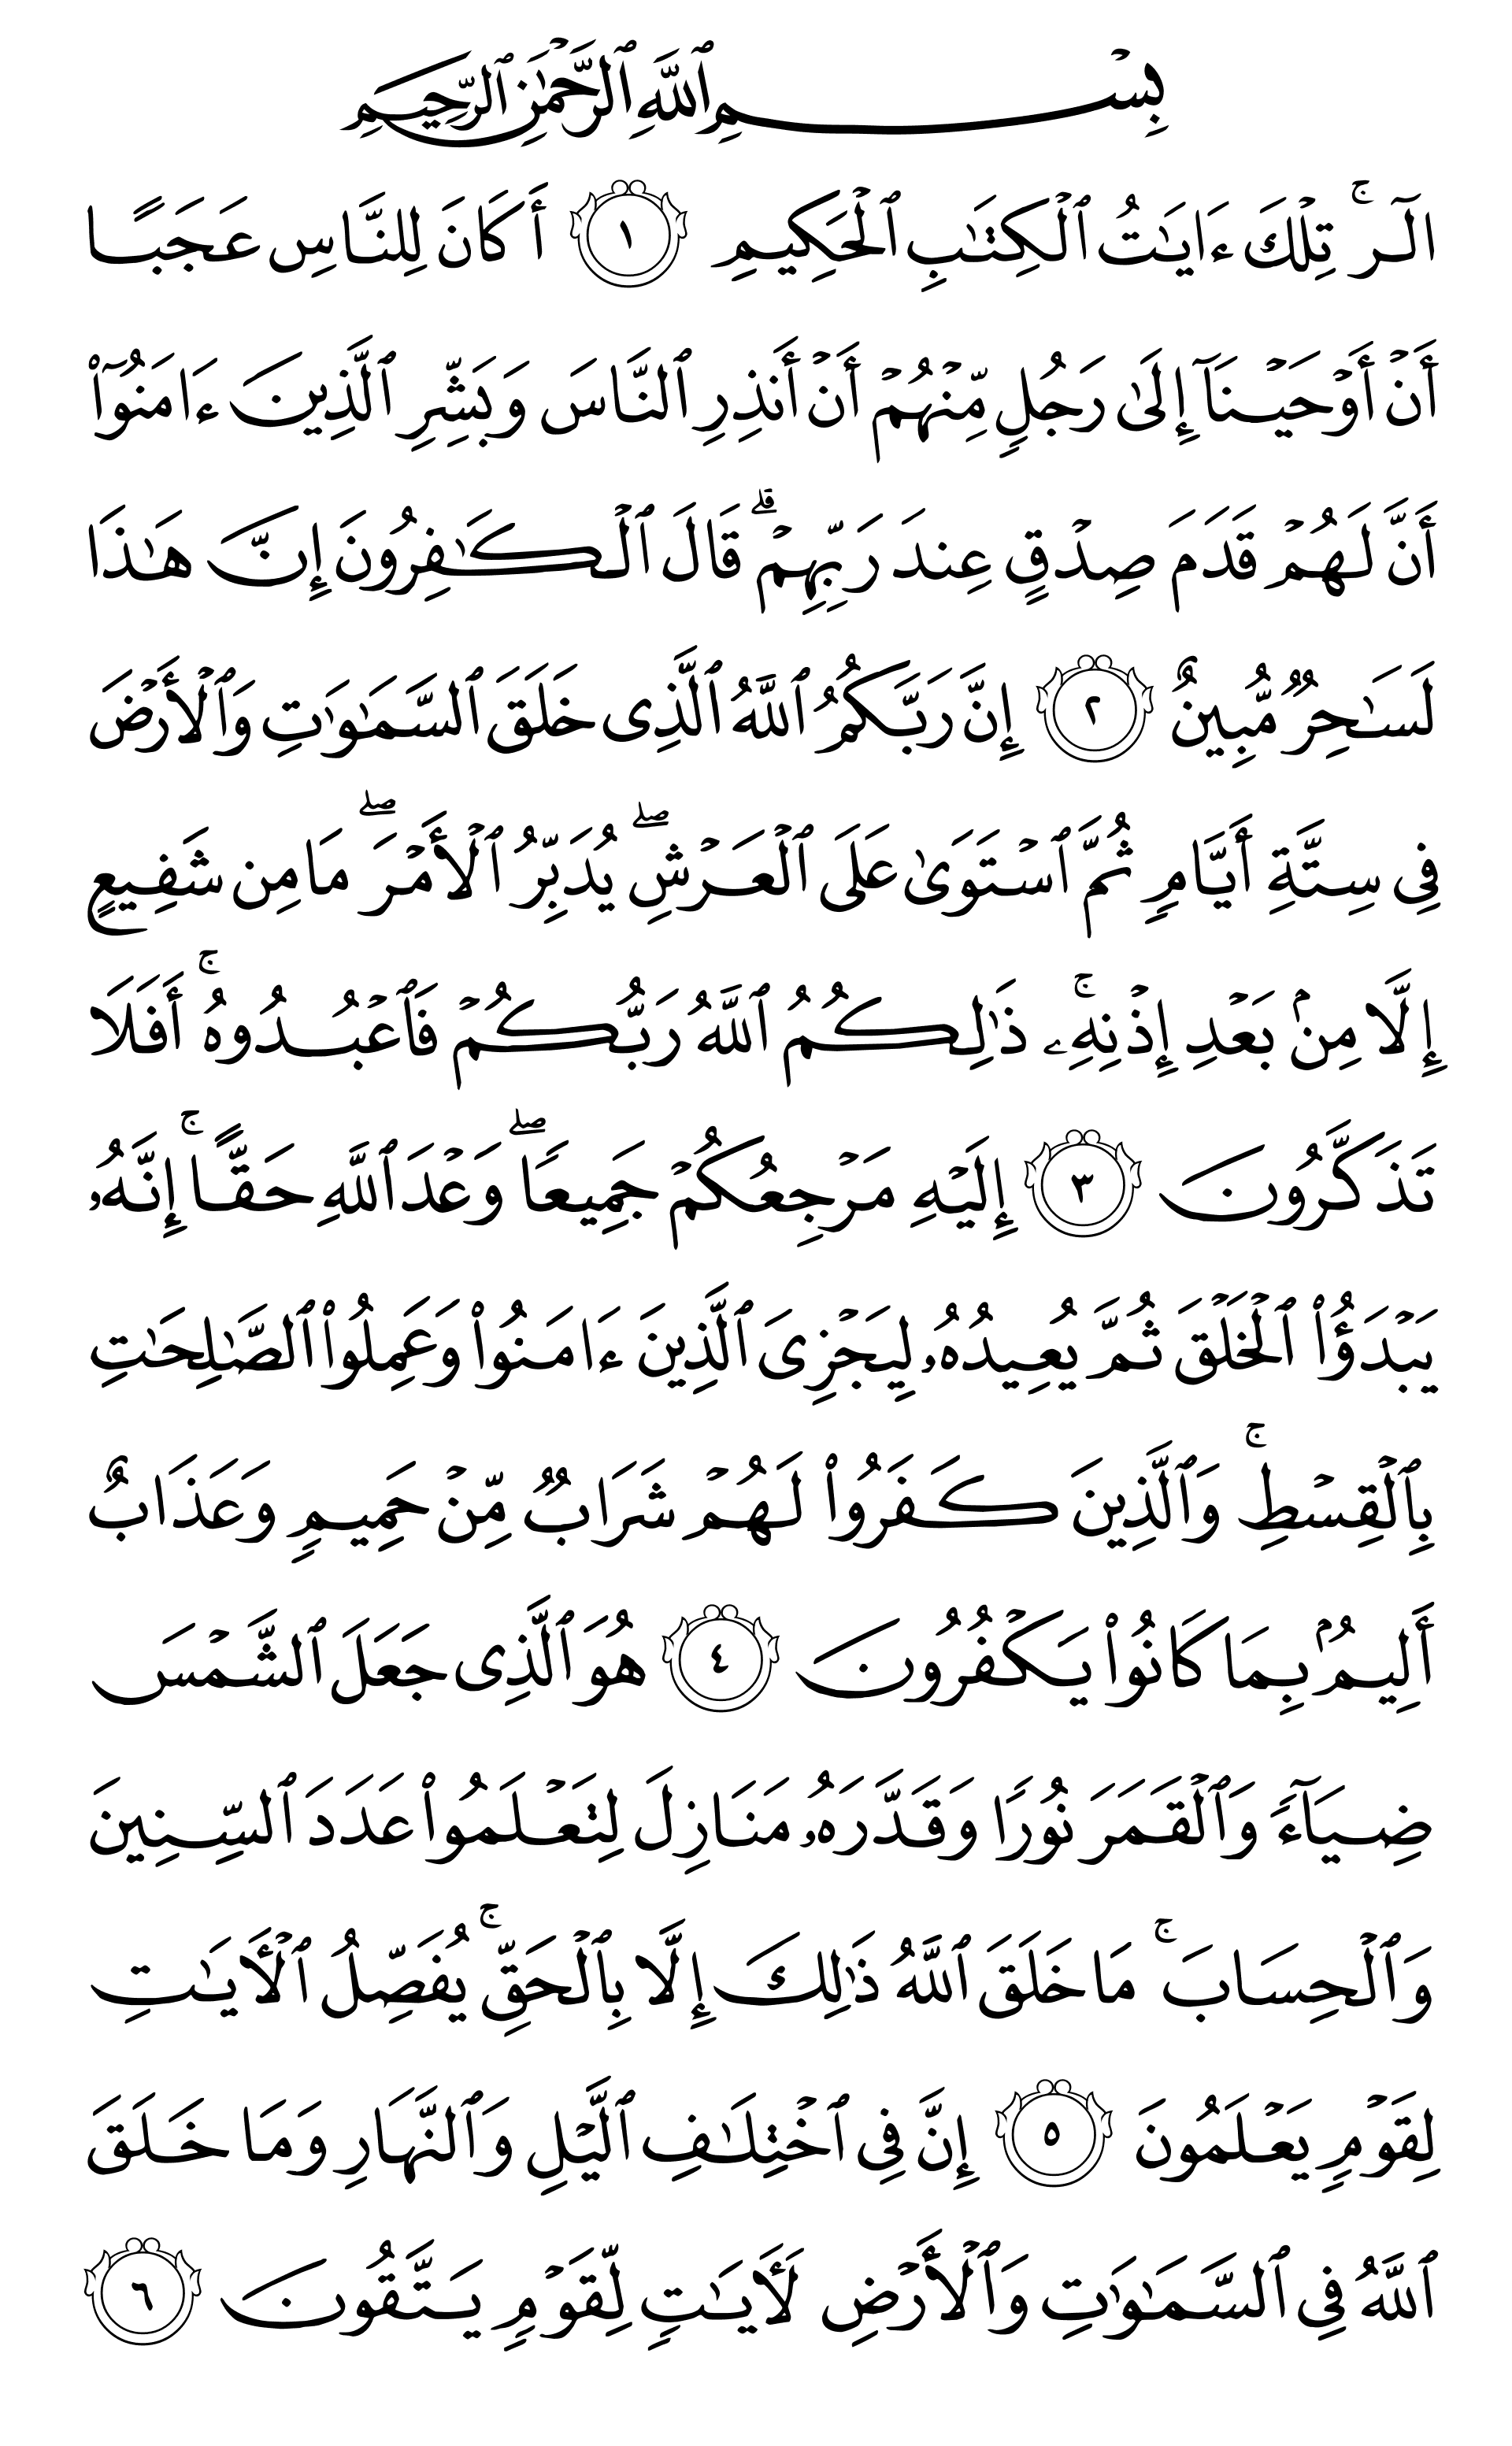 بِسْمِ ٱللَّهِ ٱلرَّحْمَٰنِ ٱلرَّحِيمِ
الٓر ۚ تِلْكَ ءَايَٰتُ ٱلْكِتَٰبِ ٱلْحَكِيمِ ١ أَكَانَ لِلنَّاسِ عَجَبًا
أَنْ أَوْحَيْنَآ إِلَىٰ رَجُلٍ مِّنْهُمْ أَنْ أَنذِرِ ٱلنَّاسَ وَبَشِّرِ ٱلَّذِينَ ءَامَنُوٓا۟
أَنَّ لَهُمْ قَدَمَ صِدْقٍ عِندَ رَبِّهِمْ ۗ قَالَ ٱلْكَٰفِرُونَ إِنَّ هَٰذَا
لَسَٰحِرٌ مُّبِينٌ ٢ إِنَّ رَبَّكُمُ ٱللَّهُ ٱلَّذِى خَلَقَ ٱلسَّمَٰوَٰتِ وَٱلْأَرْضَ
فِى سِتَّةِ أَيَّامٍ ثُمَّ ٱسْتَوَىٰ عَلَى ٱلْعَرْشِ ۖ يُدَبِّرُ ٱلْأَمْرَ ۖ مَا مِن شَفِيعٍ
إِلَّا مِنۢ بَعْدِ إِذْنِهِۦ ۚ ذَٰلِكُمُ ٱللَّهُ رَبُّكُمْ فَٱعْبُدُوهُ ۚ أَفَلَا
تَذَكَّرُونَ ٣ إِلَيْهِ مَرْجِعُكُمْ جَمِيعًا ۖ وَعْدَ ٱللَّهِ حَقًّا ۚ إِنَّهُۥ
يَبْدَؤُا۟ ٱلْخَلْقَ ثُمَّ يُعِيدُهُۥ لِيَجْزِىَ ٱلَّذِينَ ءَامَنُوا۟ وَعَمِلُوا۟ ٱلصَّٰلِحَٰتِ
بِٱلْقِسْطِ ۚ وَٱلَّذِينَ كَفَرُوا۟ لَهُمْ شَرَابٌ مِّنْ حَمِيمٍ وَعَذَابٌ
أَلِيمٌۢ بِمَا كَانُوا۟ يَكْفُرُونَ ٤ هُوَ ٱلَّذِى جَعَلَ ٱلشَّمْسَ
ضِيَآءً وَٱلْقَمَرَ نُورًا وَقَدَّرَهُۥ مَنَازِلَ لِتَعْلَمُوا۟ عَدَدَ ٱلسِّنِينَ
وَٱلْحِسَابَ ۚ مَا خَلَقَ ٱللَّهُ ذَٰلِكَ إِلَّا بِٱلْحَقِّ ۚ يُفَصِّلُ ٱلْأَيَٰتِ
لِقَوْمٍ يَعْلَمُونَ ٥ إِنَّ فِى ٱخْتِلَٰفِ ٱلَّيْلِ وَٱلنَّهَارِ وَمَا خَلَقَ
ٱللَّهُ فِى ٱلسَّمَٰوَٰتِ وَٱلْأَرْضِ لَأَيَٰتٍ لِّقَوْمٍ يَتَّقُونَ ٦